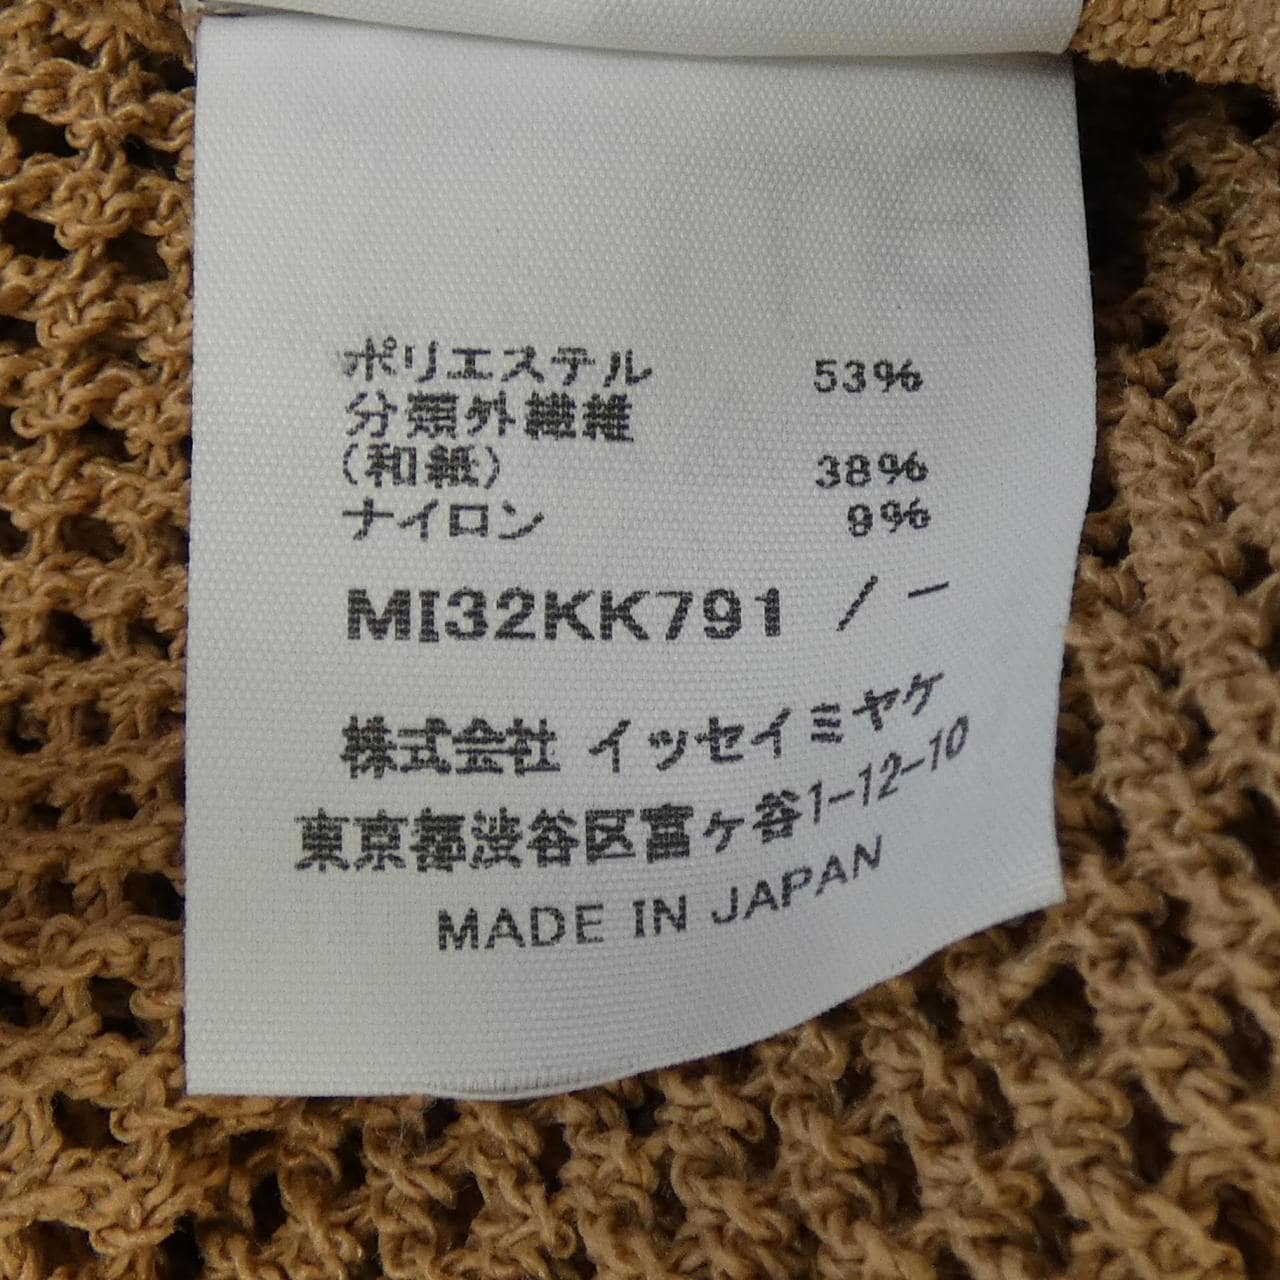 ポリエステル 53%
分類外繊維
(和紙) 38%
ナイロン 9%
MI32KK791 / -
株式会社 イッセイミヤケ
東京都渋谷区富ヶ谷1-12-10
MADE IN JAPAN